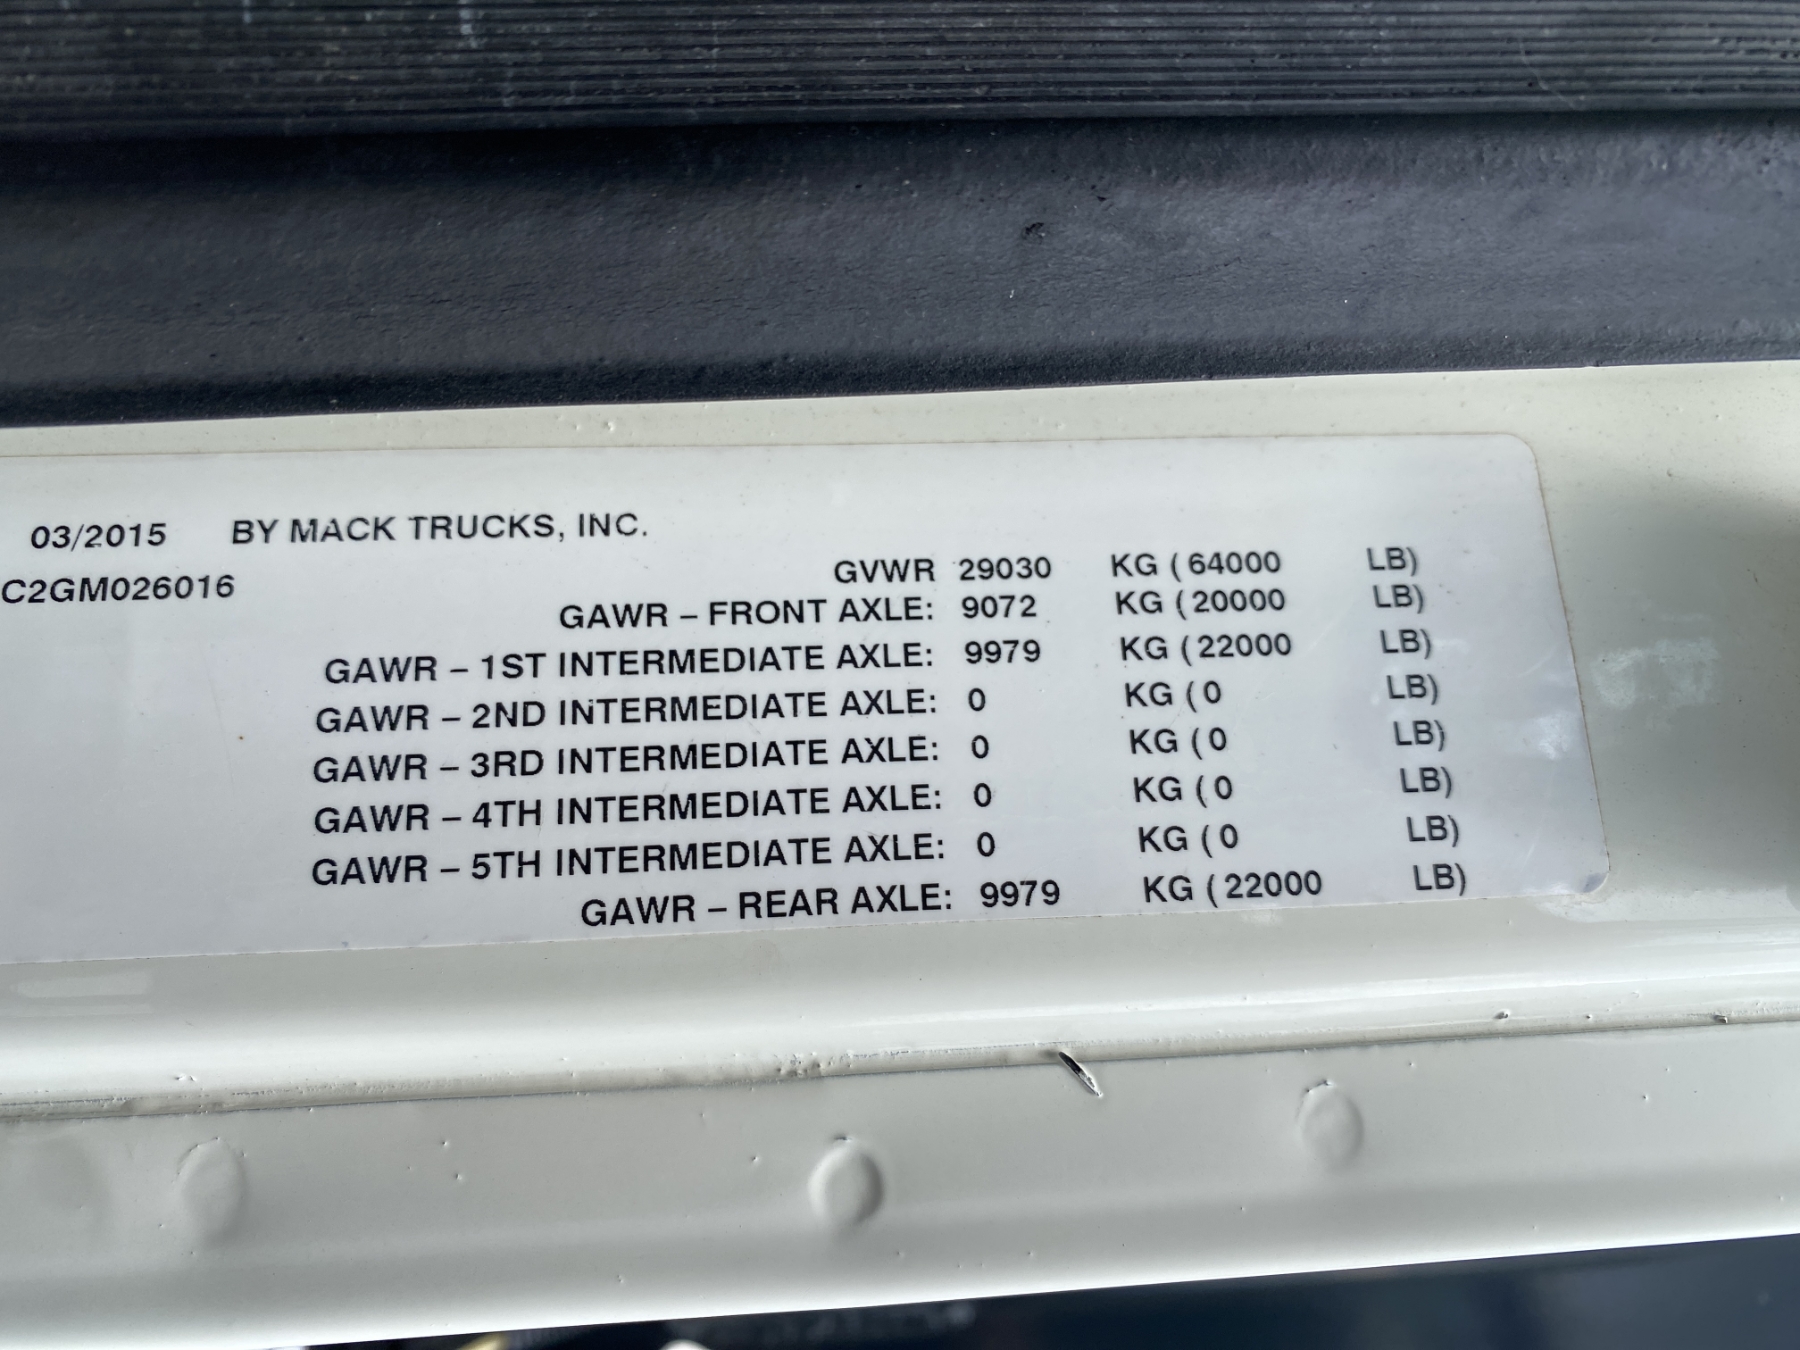 03/2015 BY MACK TRUCKS, INC.
C2GM026016
GVWR 29030 KG (64000 LB)
GAWR – FRONT AXLE: 9072 KG (20000 LB)
GAWR – 1ST INTERMEDIATE AXLE: 9979 KG (22000 LB)
GAWR – 2ND INTERMEDIATE AXLE: 0 KG (0 LB)
GAWR – 3RD INTERMEDIATE AXLE: 0 KG (0 LB)
GAWR – 4TH INTERMEDIATE AXLE: 0 KG (0 LB)
GAWR – 5TH INTERMEDIATE AXLE: 0 KG (0 LB)
GAWR – REAR AXLE: 9979 KG (22000 LB)